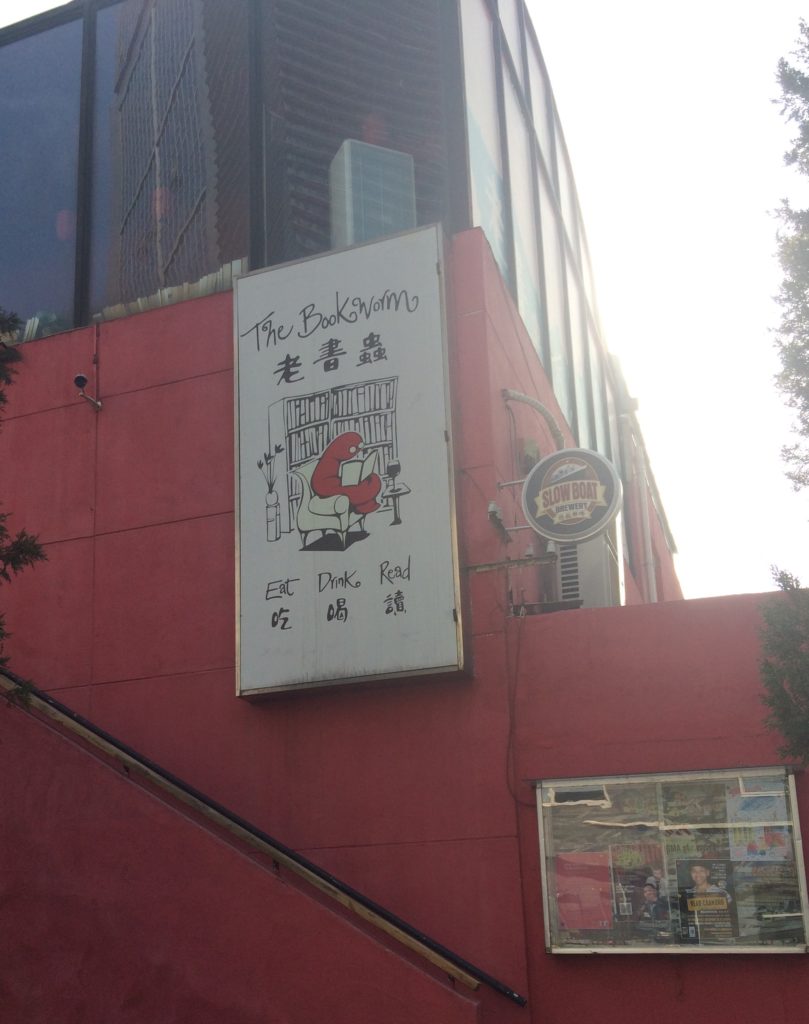 The Bookworm
老書蟲
Eat Drink Read
吃 喝 讀
SLOW BOAT
BREWERY